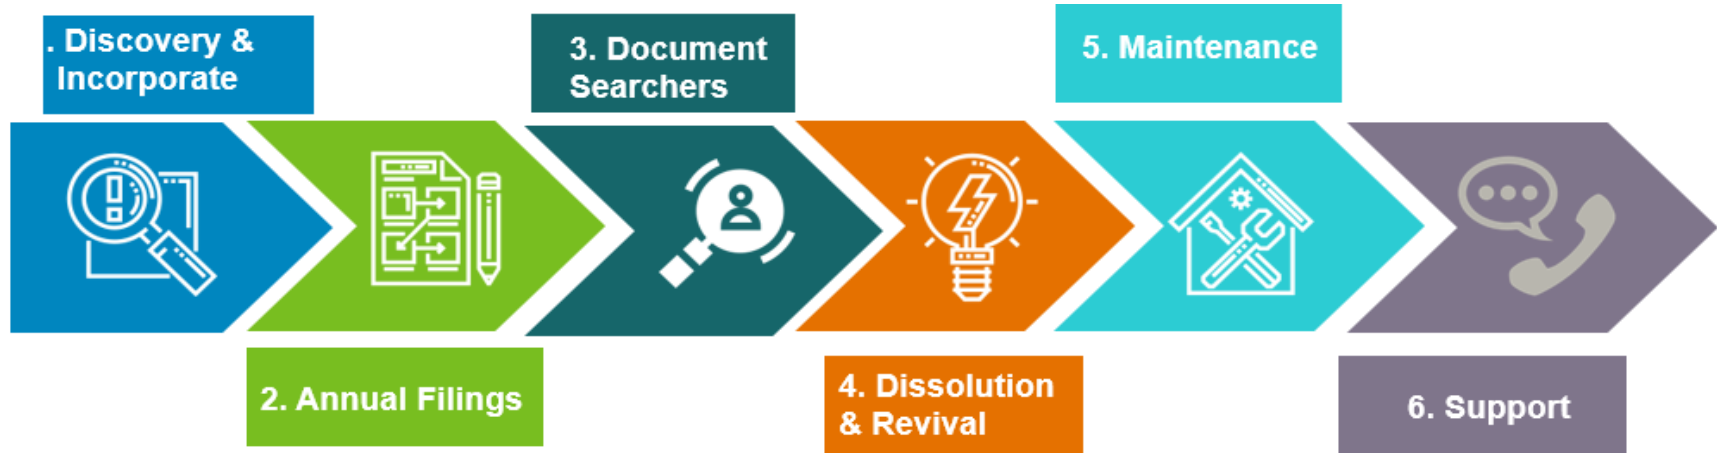 . Discovery &
Incorporate
2. Annual Filings
3. Document
Searchers
4. Dissolution
& Revival
5. Maintenance
6. Support